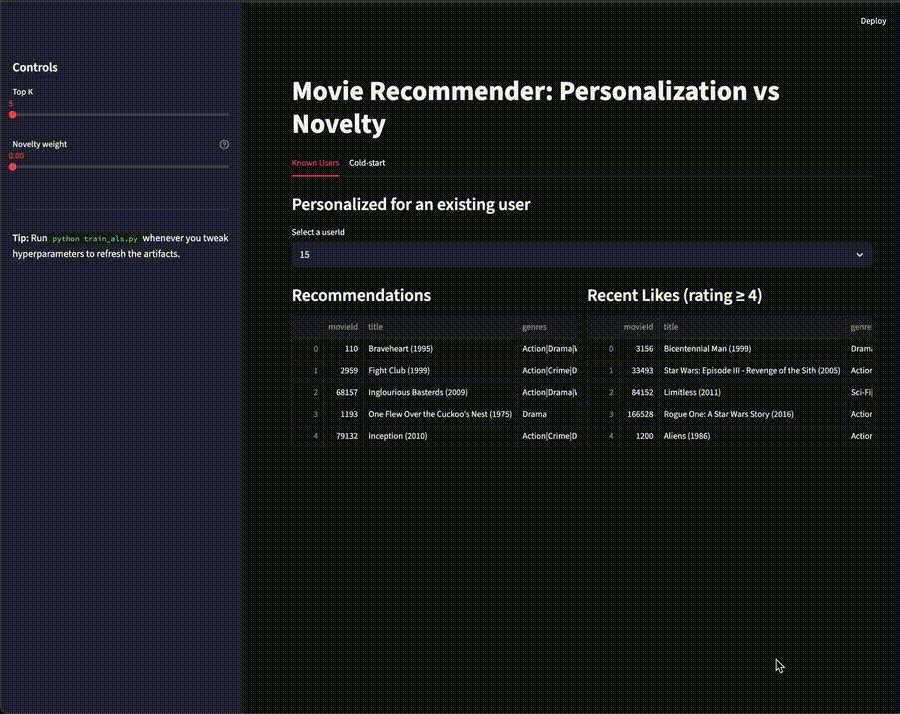 Deploy
Controls
Top K
5
Novelty weight
0.00
Tip: Run python train_als.py whenever you tweak
hyperparameters to refresh the artifacts.
Movie Recommender: Personalization vs
Novelty
Known Users Cold-start
Personalized for an existing user
Select a userId
15
Recommendations
movieId title genres
0 110 Braveheart (1995) Action|Drama|
1 2959 Fight Club (1999) Action|Crime|D
2 68157 Inglourious Basterds (2009) Action|Drama|
3 1193 One Flew Over the Cuckoo's Nest (1975) Drama
4 79132 Inception (2010) Action|Crime|D
Recent Likes (rating ≥ 4)
movieId title genre
0 3156 Bicentennial Man (1999) Drama
1 33493 Star Wars: Episode III - Revenge of the Sith (2005) Action
2 84152 Limitless (2011) Sci-Fi|
3 166528 Rogue One: A Star Wars Story (2016) Action
4 1200 Aliens (1986) Action